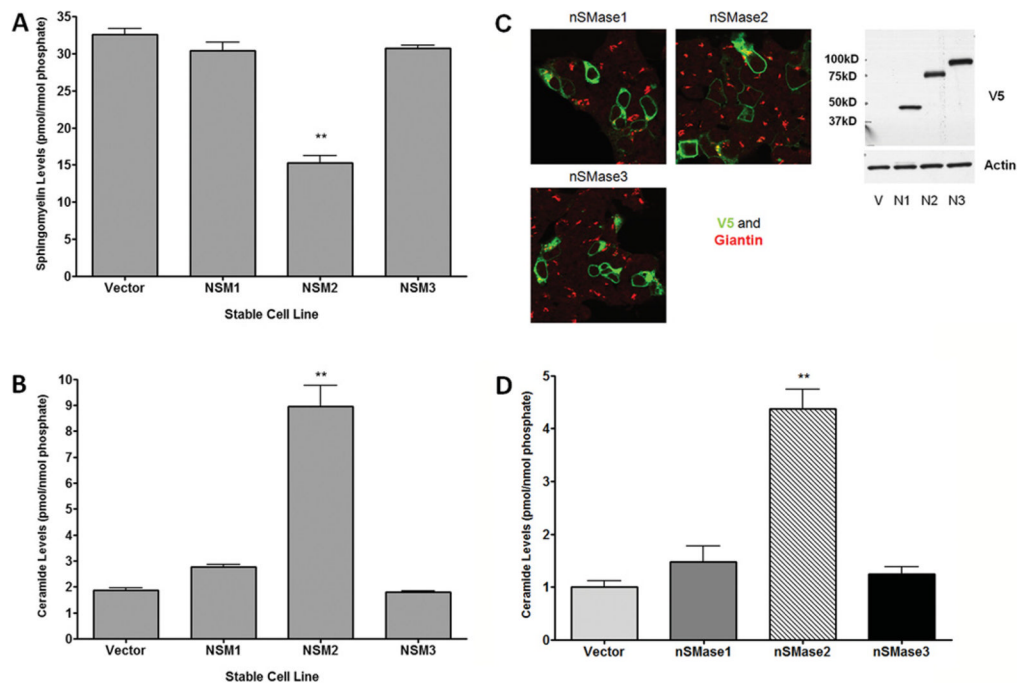 A
Sphingomyelin Levels (pmol/nmol phosphate)
35
30
25
20
15
10
5
0
**
Vector NSM1 NSM2 NSM3
Stable Cell Line
B
Ceramide Levels (pmol/nmol phosphate)
10
9
8
7
6
5
4
3
2
1
0
**
Vector NSM1 NSM2 NSM3
Stable Cell Line
C
nSMase1 nSMase2
nSMase3
V5 and
Giantin
100kD
75kD
50kD
37kD
V5
Actin
V N1 N2 N3
D
Ceramide Levels (pmol/nmol phosphate)
5
4
3
2
1
0
**
Vector nSMase1 nSMase2 nSMase3